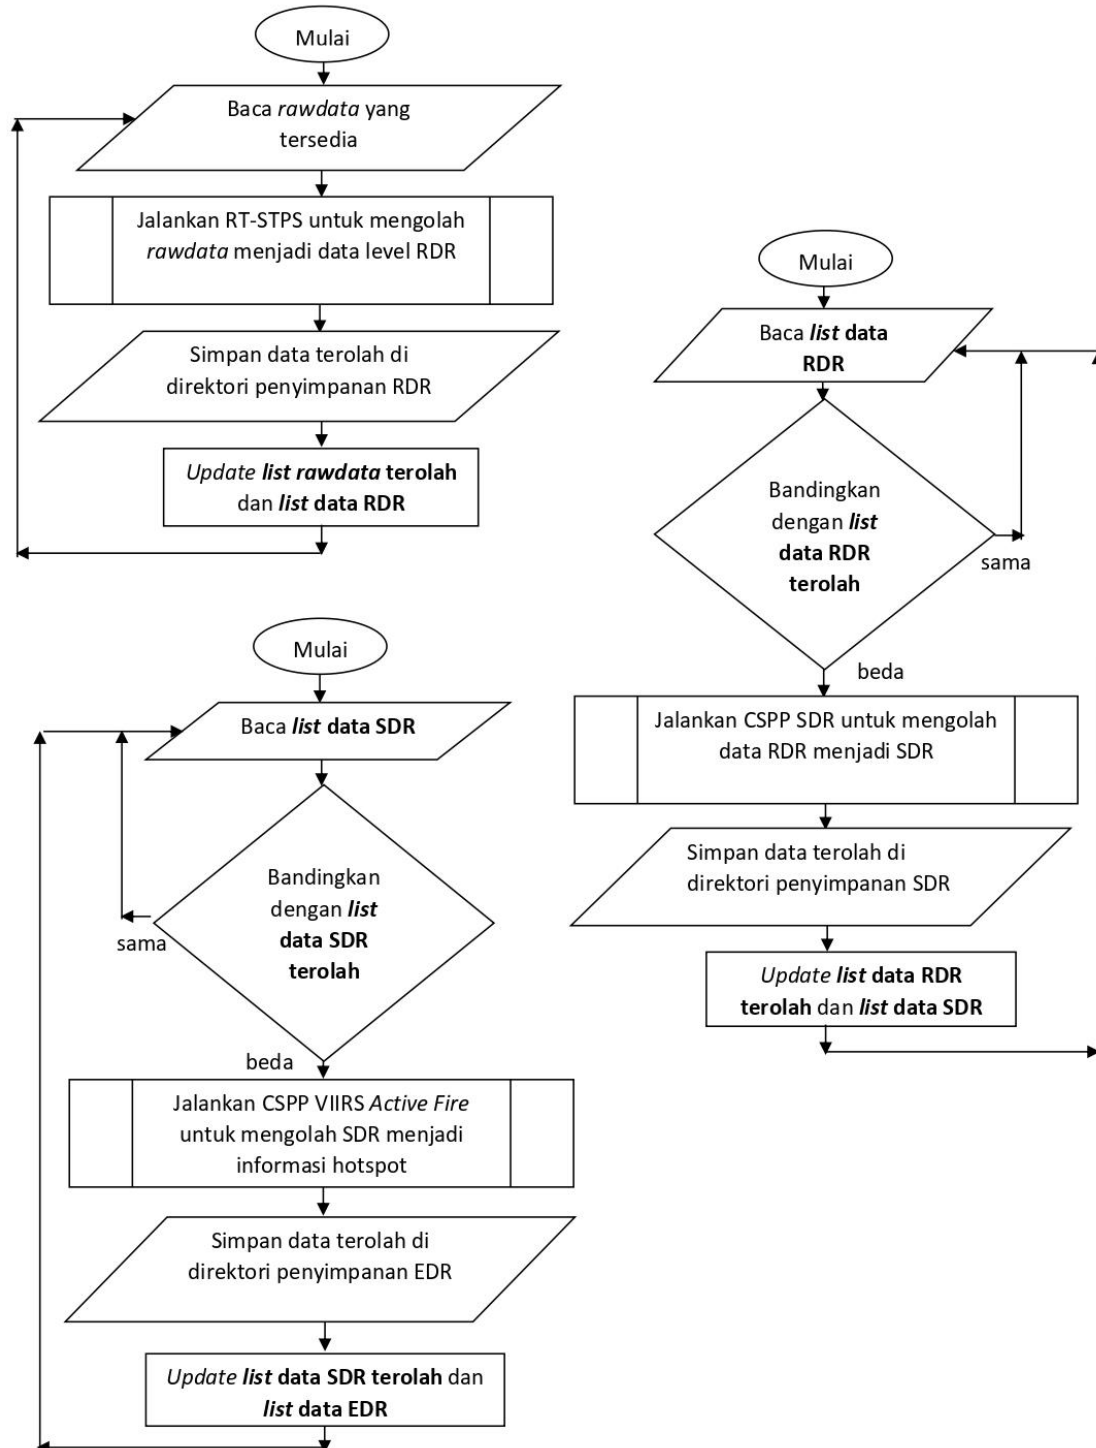 Mulai
Baca rawdata yang
tersedia
Jalankan RT-STPS untuk mengolah
rawdata menjadi data level RDR
Simpan data terolah di
direktori penyimpanan RDR
Update list rawdata terolah
dan list data RDR
Mulai
Baca list data
RDR
Bandingkan
dengan list
data RDR
terolah
sama
beda
Jalankan CSPP SDR untuk mengolah
data RDR menjadi SDR
Simpan data terolah di
direktori penyimpanan SDR
Update list data RDR
terolah dan list data SDR
Mulai
Baca list data SDR
Bandingkan
dengan list
data SDR
terolah
sama
beda
Jalankan CSPP VIIRS Active Fire
untuk mengolah SDR menjadi
informasi hotspot
Simpan data terolah di
direktori penyimpanan EDR
Update list data SDR terolah dan
list data EDR